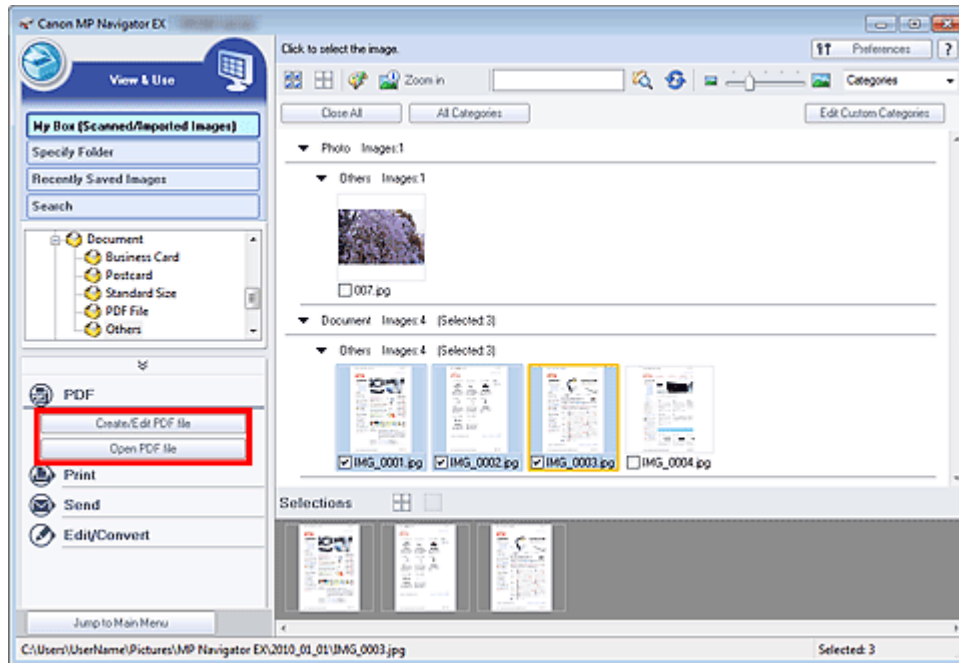 Canon MP Navigator EX
View & Use
My Box (Scanned/Imported Images)
Specify Folder
Recently Saved Images
Search
Document
Business Card
Postcard
Standard Size
PDF File
Others
PDF
Create/Edit PDF file
Open PDF file
Print
Send
Edit/Convert
Jump to Main Menu
Click to select the image.
Preferences
?
Zoom in
Categories
Close All
All Categories
Edit Custom Categories
Photo Images:1
Others Images:1
007.jpg
Document Images:4 (Selected:3)
Others Images:4 (Selected:3)
IMG_0001.jpg IMG_0002.jpg IMG_0003.jpg IMG_0004.jpg
Selections
C:\Users\UserName\Pictures\MP Navigator EX\2010_01_01\IMG_0003.jpg
Selected: 3